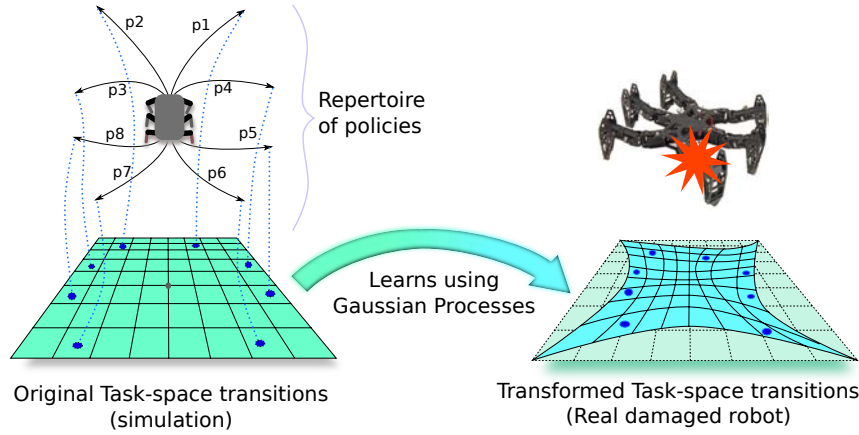 p2
p1
p3
p4
p8
p5
p7
p6
Repertoire
of policies
Learns using
Gaussian Processes
Original Task-space transitions
(simulation)
Transformed Task-space transitions
(Real damaged robot)